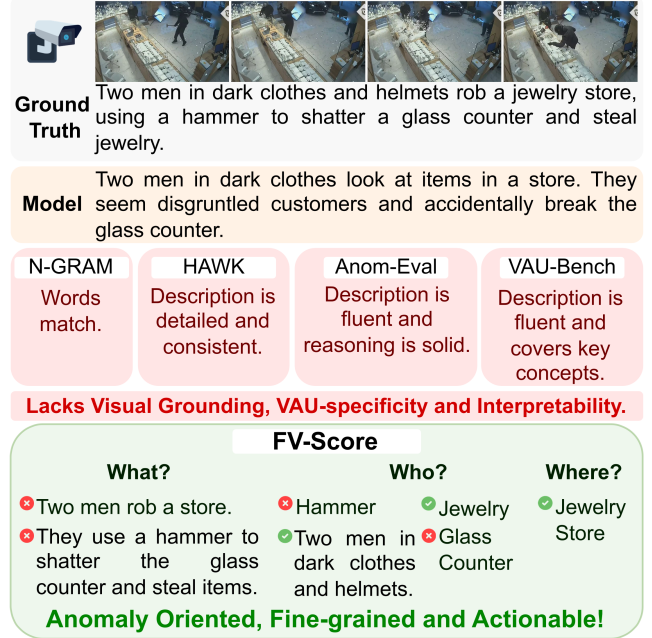 Ground Truth
Two men in dark clothes and helmets rob a jewelry store,
using a hammer to shatter a glass counter and steal
jewelry.
Model
Two men in dark clothes look at items in a store. They
seem disgruntled customers and accidentally break the
glass counter.
N-GRAM
Words
match.
HAWK
Description is
detailed and
consistent.
Anom-Eval
Description is
fluent and
reasoning is solid.
VAU-Bench
Description is
fluent and
covers key
concepts.
Lacks Visual Grounding, VAU-specificity and Interpretability.
FV-Score
What?
Two men rob a store.
They use a hammer to
shatter the glass
counter and steal items.
Who?
Hammer
Two men in
dark clothes
and helmets.
Jewelry
Glass
Counter
Where?
Jewelry
Store
Anomaly Oriented, Fine-grained and Actionable!